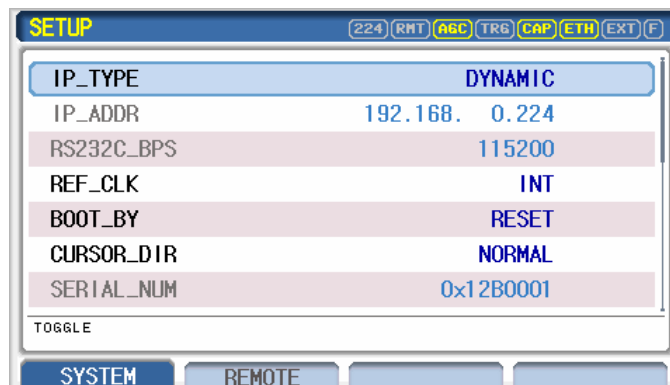 SETUP (224) RMT AGC TRG CAP ETH EXT F
IP_TYPE DYNAMIC
IP_ADDR 192.168. 0.224
RS232C_BPS 115200
REF_CLK INT
BOOT_BY RESET
CURSOR_DIR NORMAL
SERIAL_NUM 0x12B0001
TOGGLE
SYSTEM REMOTE